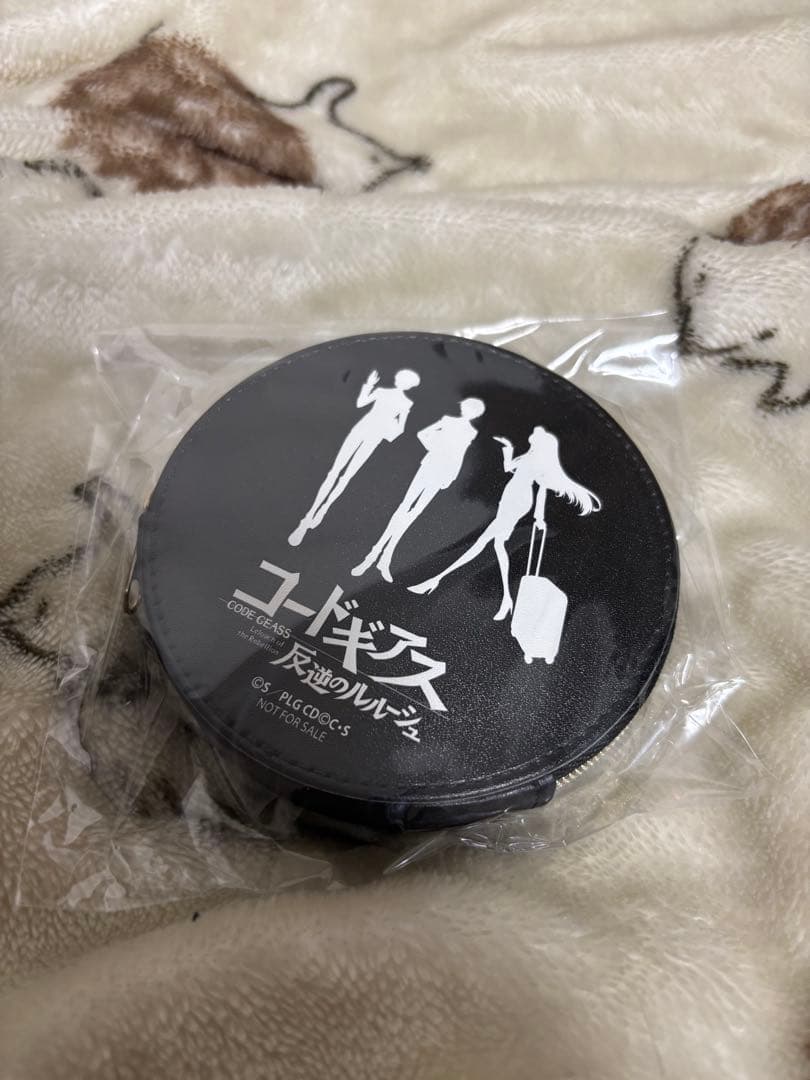 コードギアス
CODE GEASS
Lelouch of
the Rebellion
反逆のルルーシュ
©S／PLG CD©C・S
NOT FOR SALE